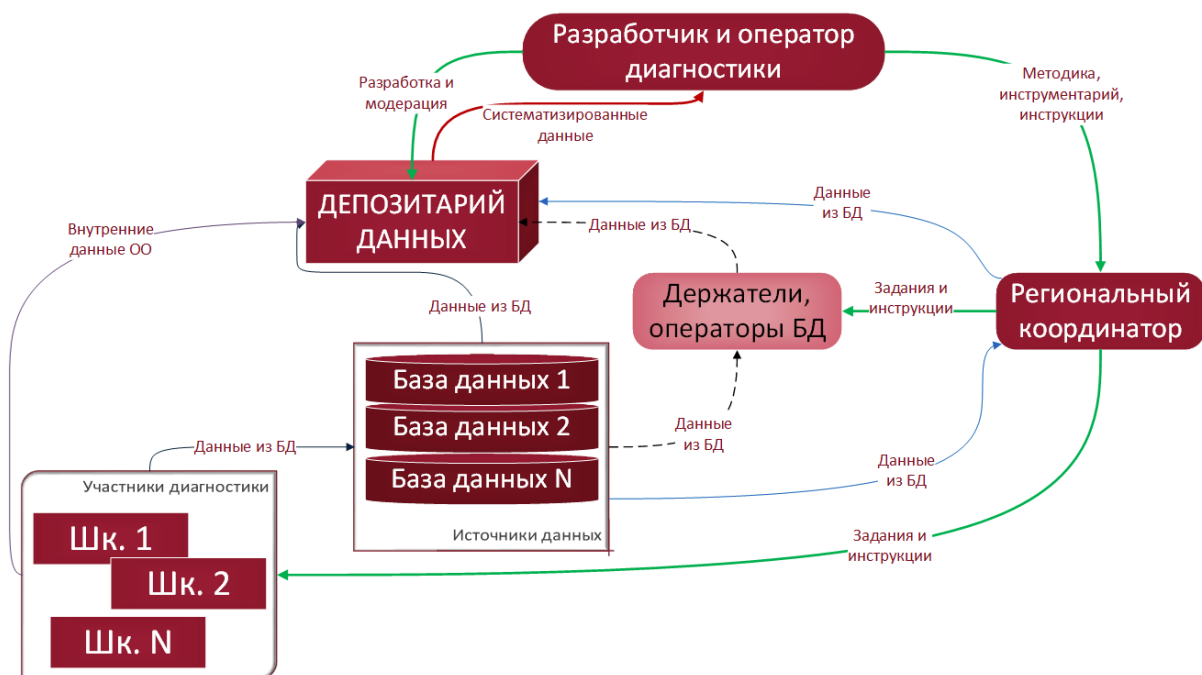 Разработчик и оператор
диагностики
Разработка и
модерация
Систематизированные
данные
Методика,
инструментарий,
инструкции
ДЕПОЗИТАРИЙ
ДАННЫХ
Данные
из БД
Данные из БД
Внутренние
данные ОО
Держатели,
операторы БД
Задания и
инструкции
Региональный
координатор
Данные из БД
База данных 1
База данных 2
База данных N
Источники данных
Данные
из БД
Данные из БД
Данные
из БД
Участники диагностики
Шк. 1
Шк. 2
Шк. N
Задания и
инструкции